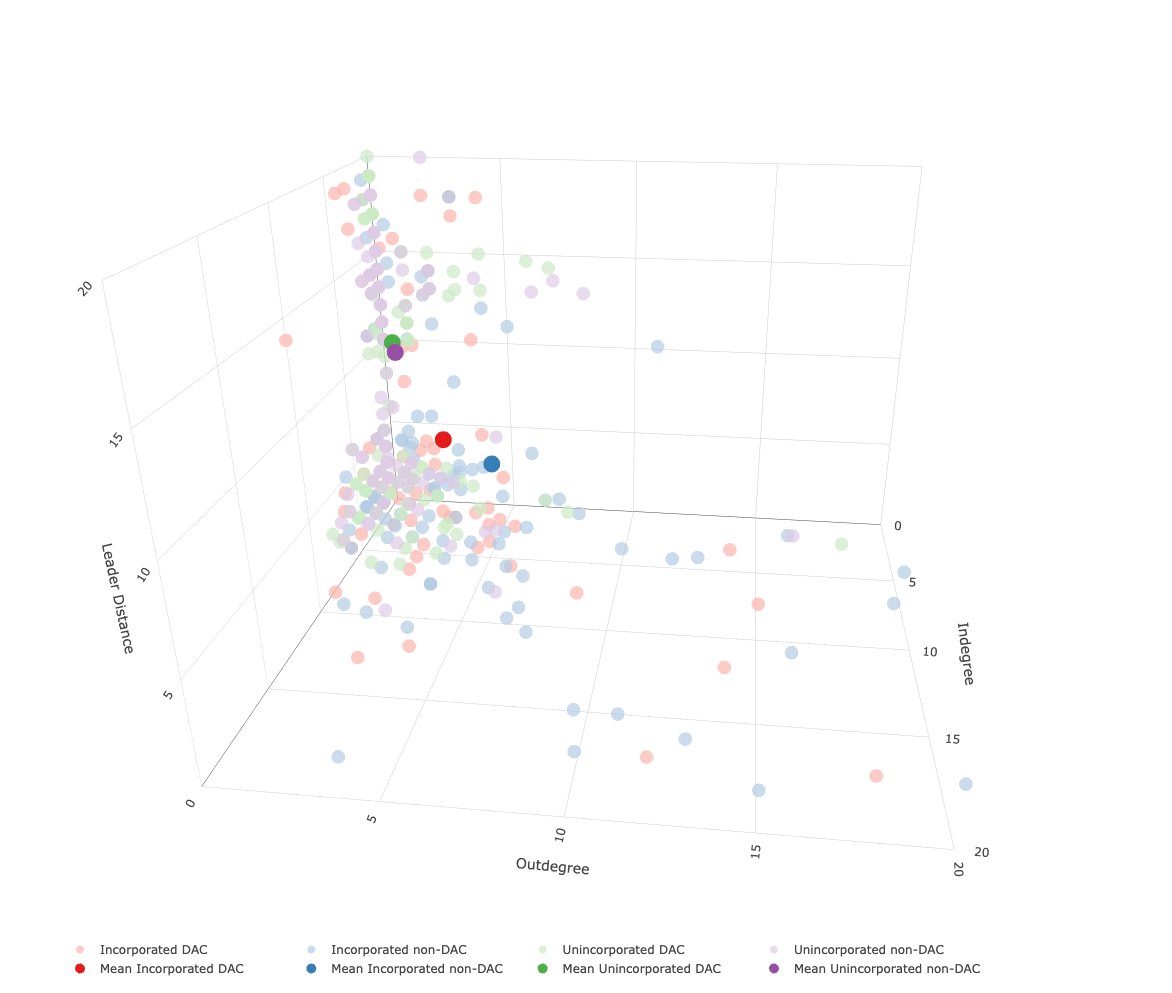 20
15
10
5
Leader Distance
0
5
10
15
20
Outdegree
0
5
10
15
20
Indegree
Incorporated DAC
Incorporated non-DAC
Unincorporated DAC
Unincorporated non-DAC
Mean Incorporated DAC
Mean Incorporated non-DAC
Mean Unincorporated DAC
Mean Unincorporated non-DAC